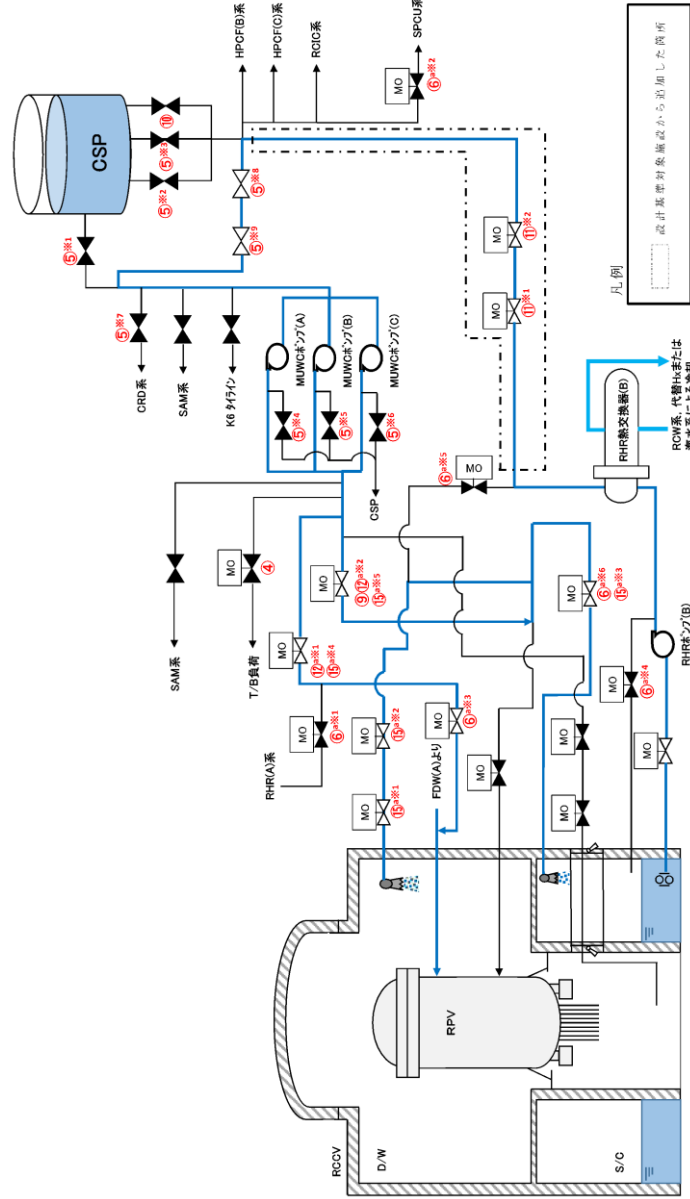 CSP
⑤※1
⑤※2
⑤※3
⑩
HPCF(B)系
HPCF(C)系
RCIC系
SPCU系
MO
⑥a※2
⑤※7
CRD系
SAM系
K6 タイライン
⑤※9
⑤※8
MUWCポンプ(A)
MUWCポンプ(B)
MUWCポンプ(C)
⑤※4
⑤※5
⑤※6
CSP
MO
⑪※1
MO
⑪※2
凡例
設計基準対象施設から追加した箇所
SAM系
MO
④
T/B負荷
MO
⑥a※5
RHR熱交換器(B)
RCW系, 代替Hxまたは
MO
⑫a※1
⑮a※4
MO
⑨⑫a※2
⑮a※5
RHR(A)系
MO
⑥a※1
MO
⑮a※2
MO
⑮a※1
FDW(A)より
MO
⑥a※3
MO
MO
⑥a※6
⑮a※3
MO
MO
MO
⑥a※4
MO
RHRポンプ(B)
RCCV
D/W
RPV
S/C